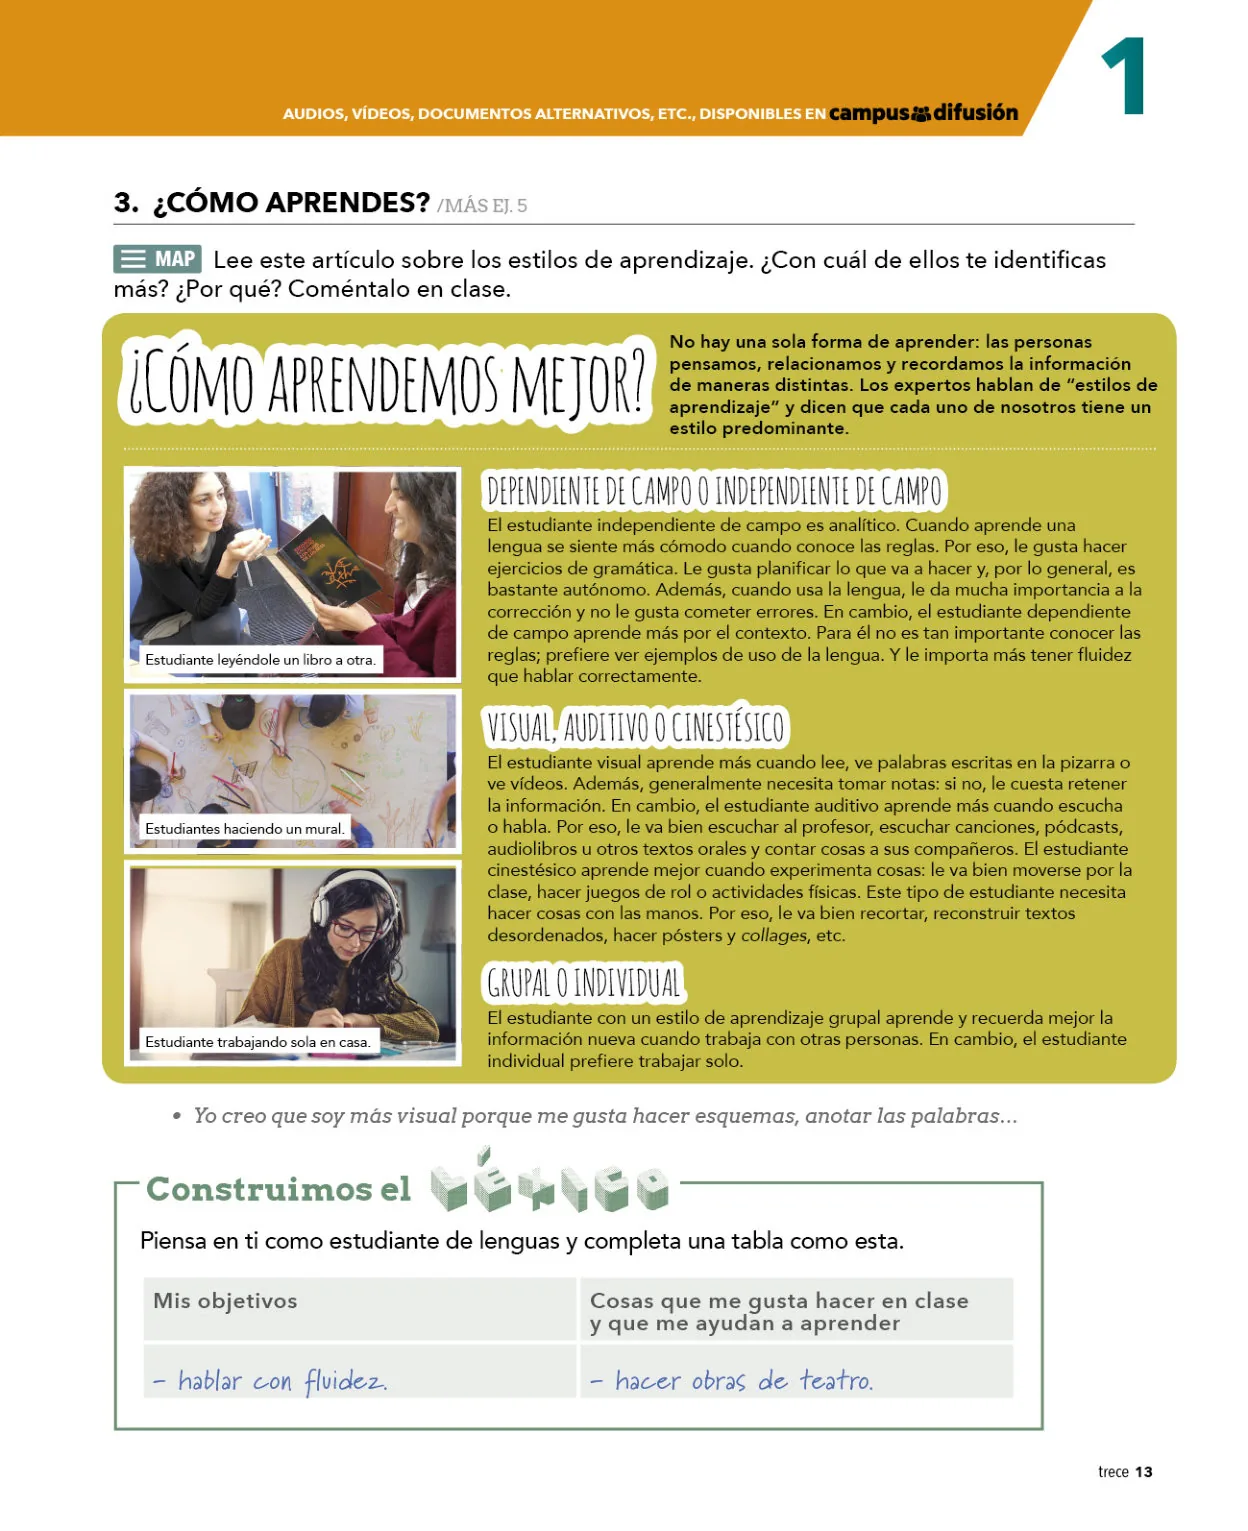 1
AUDIOS, VÍDEOS, DOCUMENTOS ALTERNATIVOS, ETC., DISPONIBLES EN campus difusión
3. ¿CÓMO APRENDES? /MÁS EJ. 5
MAP Lee este artículo sobre los estilos de aprendizaje. ¿Con cuál de ellos te identificas
más? ¿Por qué? Coméntalo en clase.
¿CÓMO APRENDEMOS MEJOR?
No hay una sola forma de aprender: las personas
pensamos, relacionamos y recordamos la información
de maneras distintas. Los expertos hablan de “estilos de
aprendizaje” y dicen que cada uno de nosotros tiene un
estilo predominante.
Estudiante leyéndole un libro a otra.
Estudiantes haciendo un mural.
Estudiante trabajando sola en casa.
DEPENDIENTE DE CAMPO O INDEPENDIENTE DE CAMPO
El estudiante independiente de campo es analítico. Cuando aprende una
lengua se siente más cómodo cuando conoce las reglas. Por eso, le gusta hacer
ejercicios de gramática. Le gusta planificar lo que va a hacer y, por lo general, es
bastante autónomo. Además, cuando usa la lengua, le da mucha importancia a la
corrección y no le gusta cometer errores. En cambio, el estudiante dependiente
de campo aprende más por el contexto. Para él no es tan importante conocer las
reglas; prefiere ver ejemplos de uso de la lengua. Y le importa más tener fluidez
que hablar correctamente.
VISUAL, AUDITIVO O CINESTÉSICO
El estudiante visual aprende más cuando lee, ve palabras escritas en la pizarra o
ve vídeos. Además, generalmente necesita tomar notas: si no, le cuesta retener
la información. En cambio, el estudiante auditivo aprende más cuando escucha
o habla. Por eso, le va bien escuchar al profesor, escuchar canciones, pódcasts,
audiolibros u otros textos orales y contar cosas a sus compañeros. El estudiante
cinestésico aprende mejor cuando experimenta cosas: le va bien moverse por la
clase, hacer juegos de rol o actividades físicas. Este tipo de estudiante necesita
hacer cosas con las manos. Por eso, le va bien recortar, reconstruir textos
desordenados, hacer pósters y collages, etc.
GRUPAL O INDIVIDUAL
El estudiante con un estilo de aprendizaje grupal aprende y recuerda mejor la
información nueva cuando trabaja con otras personas. En cambio, el estudiante
individual prefiere trabajar solo.
• Yo creo que soy más visual porque me gusta hacer esquemas, anotar las palabras...
Construimos el LÉXICO
Piensa en ti como estudiante de lenguas y completa una tabla como esta.
Mis objetivos
Cosas que me gusta hacer en clase
y que me ayudan a aprender
– hablar con fluidez.
– hacer obras de teatro.
trece 13